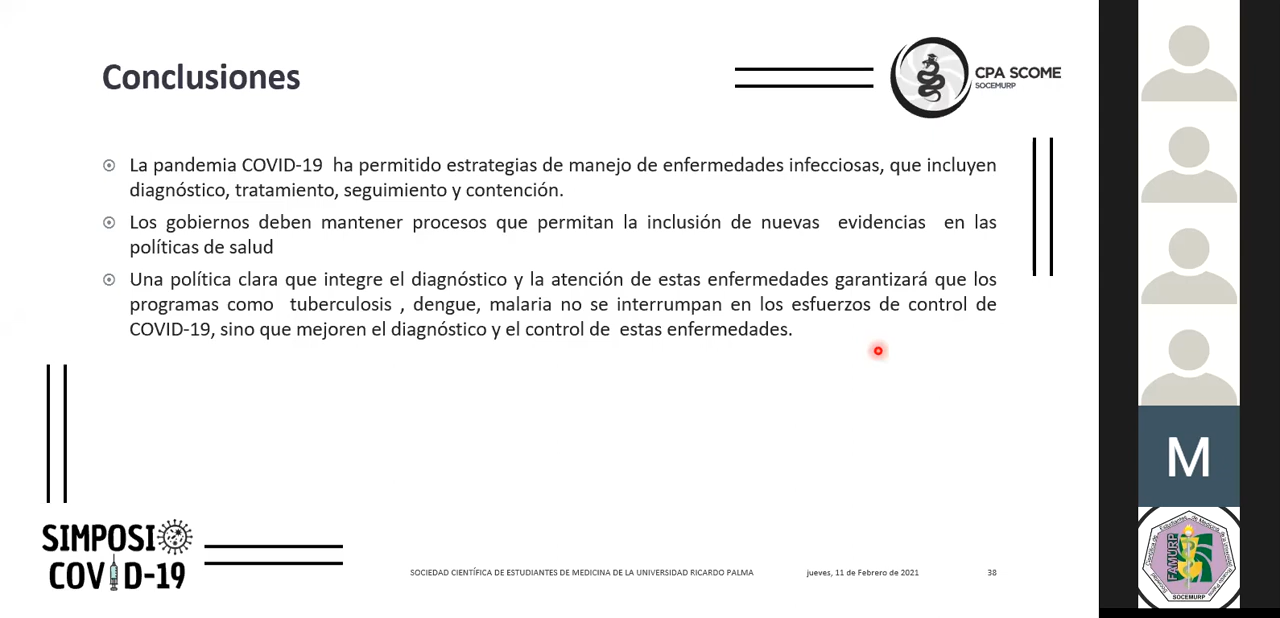 Conclusiones
CPA SCOME
SOCEMURP
La pandemia COVID-19 ha permitido estrategias de manejo de enfermedades infecciosas, que incluyen
diagnóstico, tratamiento, seguimiento y contención.
Los gobiernos deben mantener procesos que permitan la inclusión de nuevas evidencias en las
políticas de salud
Una política clara que integre el diagnóstico y la atención de estas enfermedades garantizará que los
programas como tuberculosis , dengue, malaria no se interrumpan en los esfuerzos de control de
COVID-19, sino que mejoren el diagnóstico y el control de estas enfermedades.
M
SIMPOSIO
COVID-19
SOCIEDAD CIENTÍFICA DE ESTUDIANTES DE MEDICINA DE LA UNIVERSIDAD RICARDO PALMA
jueves, 11 de Febrero de 2021
38
FAMURP
SOCEMURP